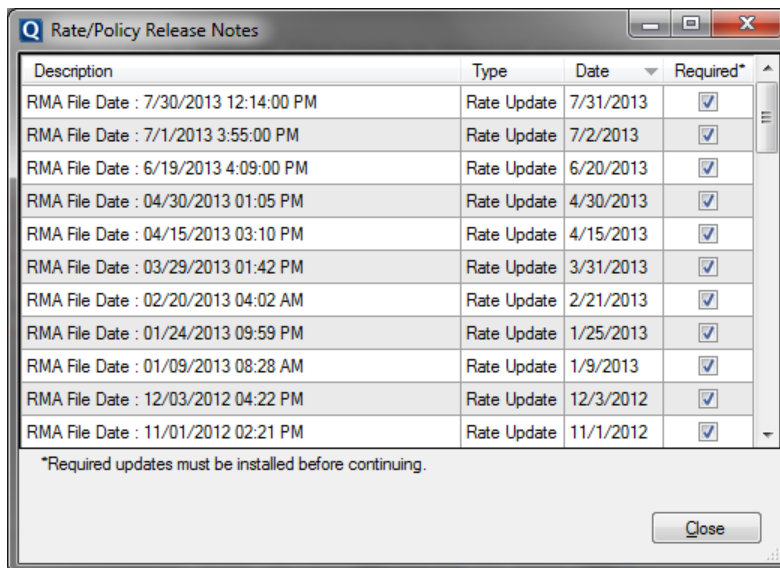 Q Rate/Policy Release Notes
Description Type Date Required*
RMA File Date : 7/30/2013 12:14:00 PM Rate Update 7/31/2013
RMA File Date : 7/1/2013 3:55:00 PM Rate Update 7/2/2013
RMA File Date : 6/19/2013 4:09:00 PM Rate Update 6/20/2013
RMA File Date : 04/30/2013 01:05 PM Rate Update 4/30/2013
RMA File Date : 04/15/2013 03:10 PM Rate Update 4/15/2013
RMA File Date : 03/29/2013 01:42 PM Rate Update 3/31/2013
RMA File Date : 02/20/2013 04:02 AM Rate Update 2/21/2013
RMA File Date : 01/24/2013 09:59 PM Rate Update 1/25/2013
RMA File Date : 01/09/2013 08:28 AM Rate Update 1/9/2013
RMA File Date : 12/03/2012 04:22 PM Rate Update 12/3/2012
RMA File Date : 11/01/2012 02:21 PM Rate Update 11/1/2012
*Required updates must be installed before continuing.
Close